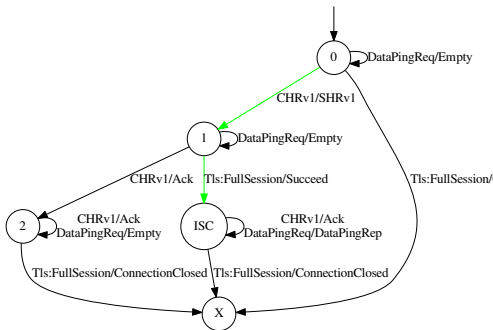 0
DataPingReq/Empty
CHRv1/SHRv1
1
DataPingReq/Empty
Tls:FullSession/
CHRv1/Ack
Tls:FullSession/Succeed
2
CHRv1/Ack
DataPingReq/Empty
ISC
CHRv1/Ack
DataPingReq/DataPingRep
Tls:FullSession/ConnectionClosed
Tls:FullSession/ConnectionClosed
X